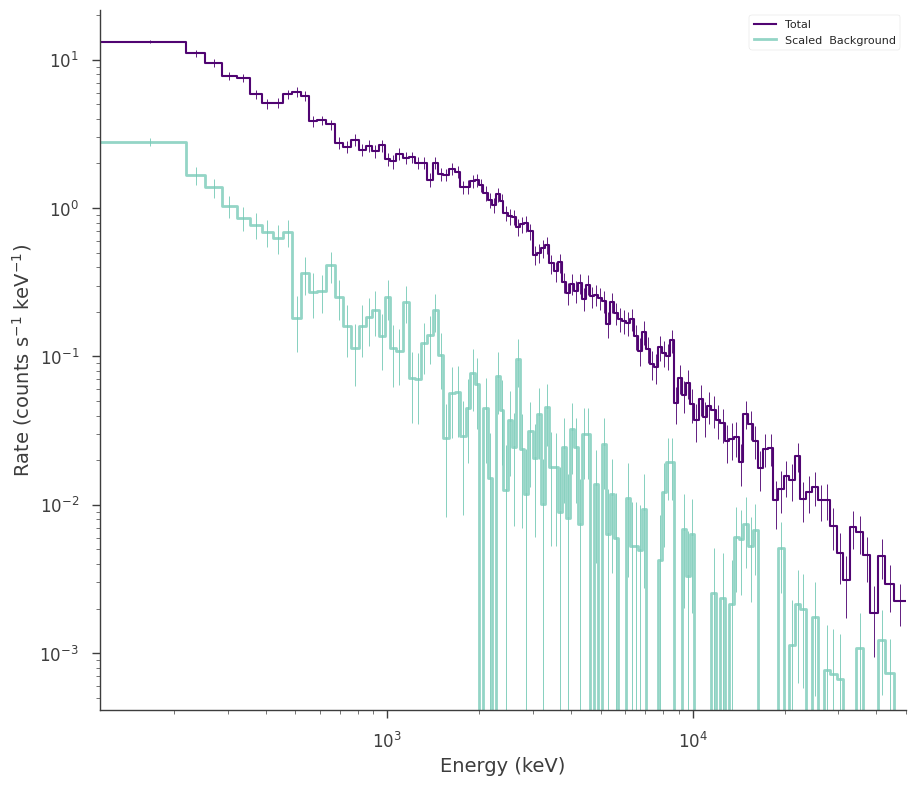 Total
Scaled  Background
10¹
10⁰
10⁻¹
10⁻²
10⁻³
Rate (counts s⁻¹ keV⁻¹)
10³
10⁴
Energy (keV)